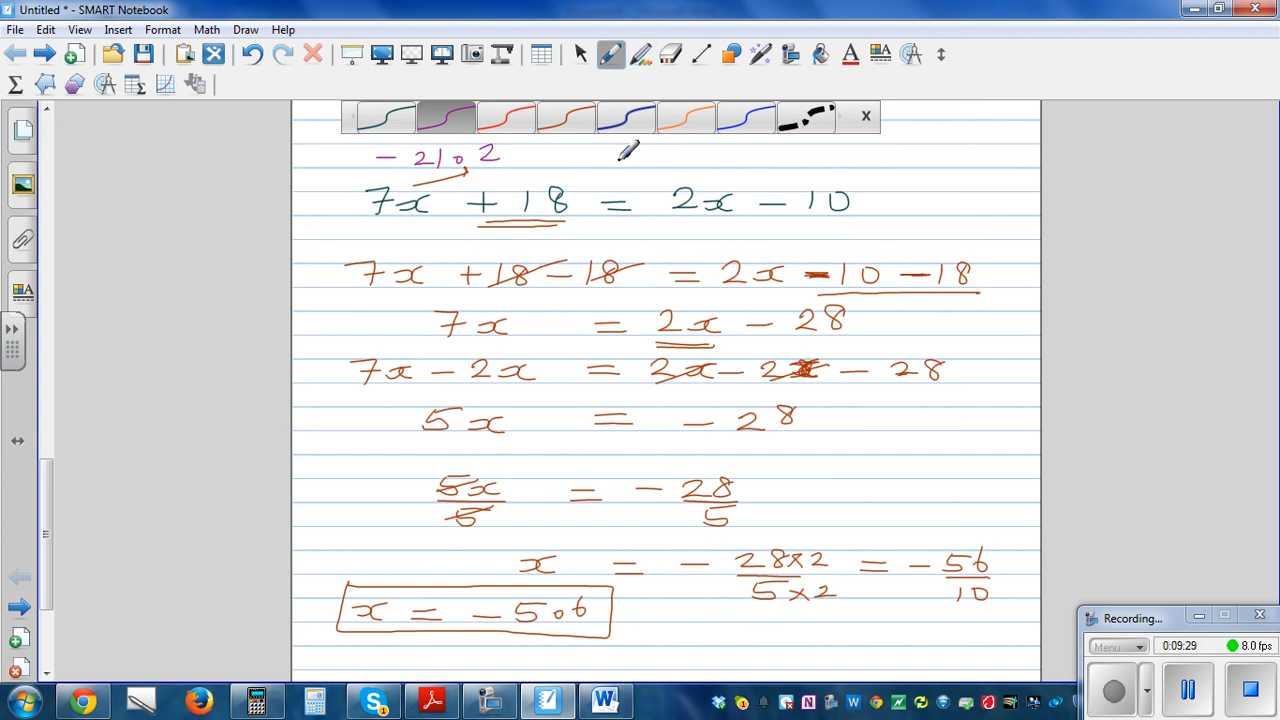 Untitled * - SMART Notebook
File Edit View Insert Format Math Draw Help
- 21.2
7x + 18 = 2x - 10
7x + 18 - 18 = 2x - 10 - 18
7x = 2x - 28
7x - 2x = 2x - 2x - 28
5x = - 28
5x/5 = - 28/5
x = - 28×2/5×2 = - 56/10
x = - 5.6
Recording...
Menu 0:09:29 8.0 fps